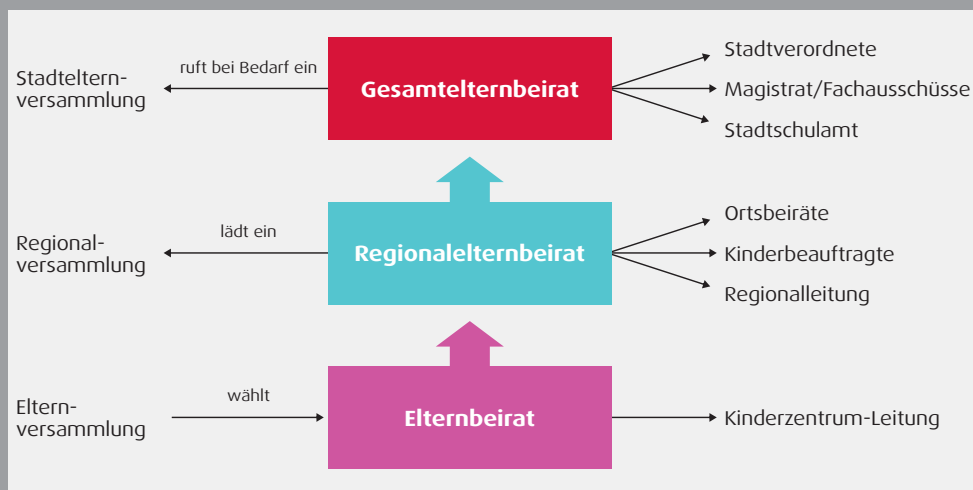 Stadteltern-
versammlung
ruft bei Bedarf ein
Gesamtelternbeirat
Stadtverordnete
Magistrat/Fachausschüsse
Stadtschulamt
Regional-
versammlung
lädt ein
Regionalelternbeirat
Ortsbeiräte
Kinderbeauftragte
Regionalleitung
Eltern-
versammlung
wählt
Elternbeirat
Kinderzentrum-Leitung